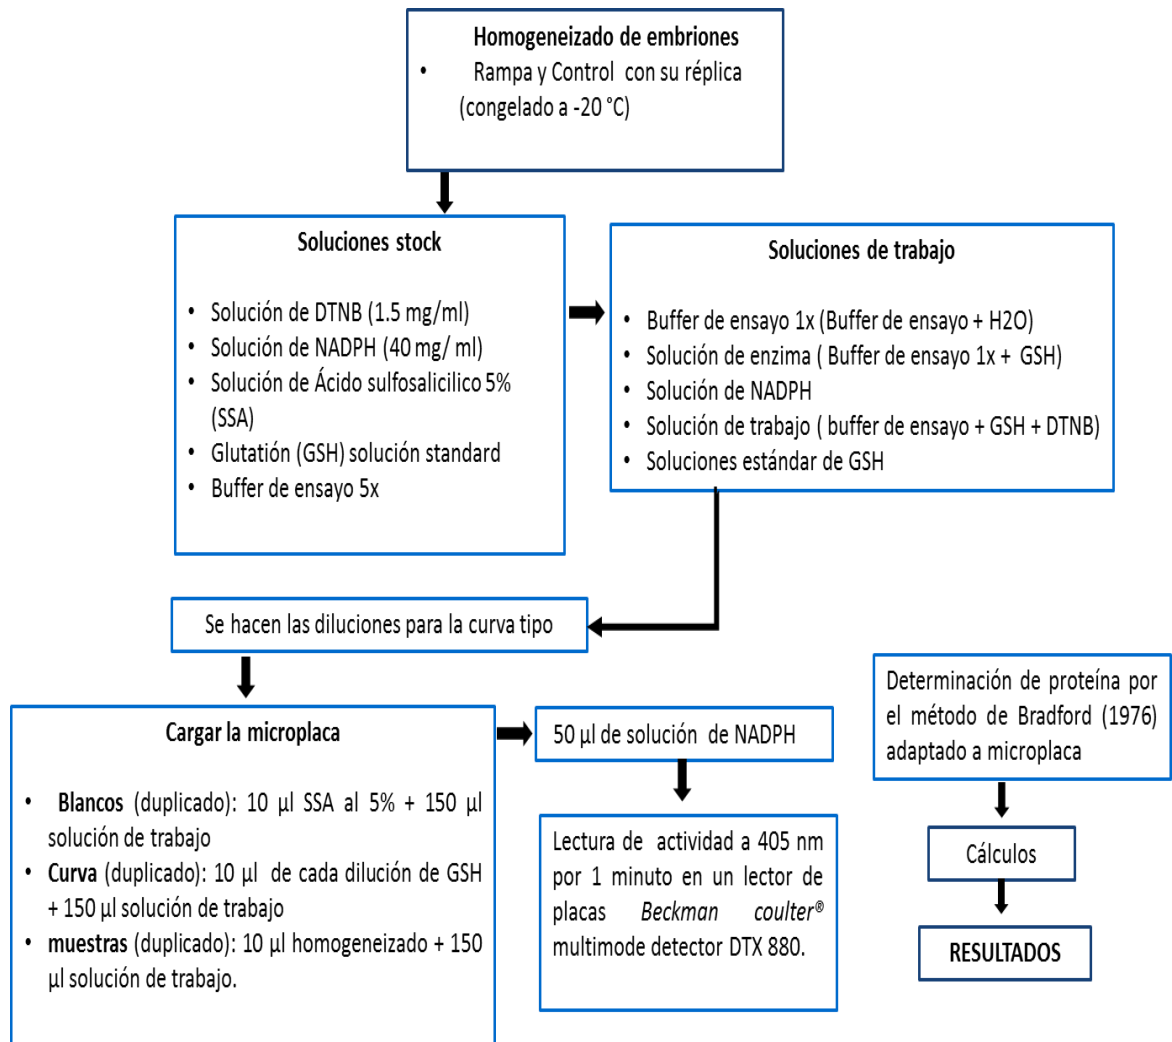 Homogeneizado de embriones
• Rampa y Control con su réplica
(congelado a -20 °C)
Soluciones stock
• Solución de DTNB (1.5 mg/ml)
• Solución de NADPH (40 mg/ ml)
• Solución de Ácido sulfosalicilico 5%
(SSA)
• Glutatión (GSH) solución standard
• Buffer de ensayo 5x
Soluciones de trabajo
• Buffer de ensayo 1x (Buffer de ensayo + H2O)
• Solución de enzima ( Buffer de ensayo 1x + GSH)
• Solución de NADPH
• Solución de trabajo ( buffer de ensayo + GSH + DTNB)
• Soluciones estándar de GSH
Se hacen las diluciones para la curva tipo
Cargar la microplaca
• Blancos (duplicado): 10 µl SSA al 5% + 150 µl
solución de trabajo
• Curva (duplicado): 10 µl de cada dilución de GSH
+ 150 µl solución de trabajo
• muestras (duplicado): 10 µl homogeneizado + 150
µl solución de trabajo.
50 µl de solución de NADPH
Lectura de actividad a 405 nm
por 1 minuto en un lector de
placas Beckman coulter®
multimode detector DTX 880.
Determinación de proteína por
el método de Bradford (1976)
adaptado a microplaca
Cálculos
RESULTADOS